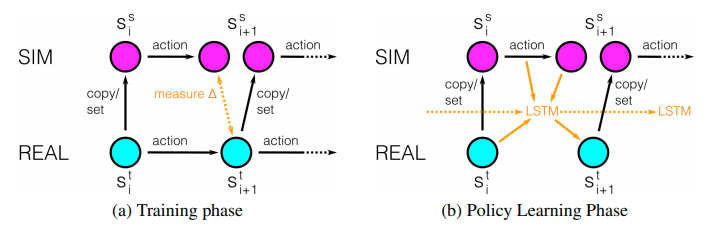 S_i^s S_{i+1}^s
SIM action action
copy/ set measure Δ copy/ set
REAL action action
S_i^t S_{i+1}^t
(a) Training phase
S_i^s S_{i+1}^s
SIM action action
copy/ set copy/ set
LSTM LSTM
REAL
S_i^t S_{i+1}^t
(b) Policy Learning Phase